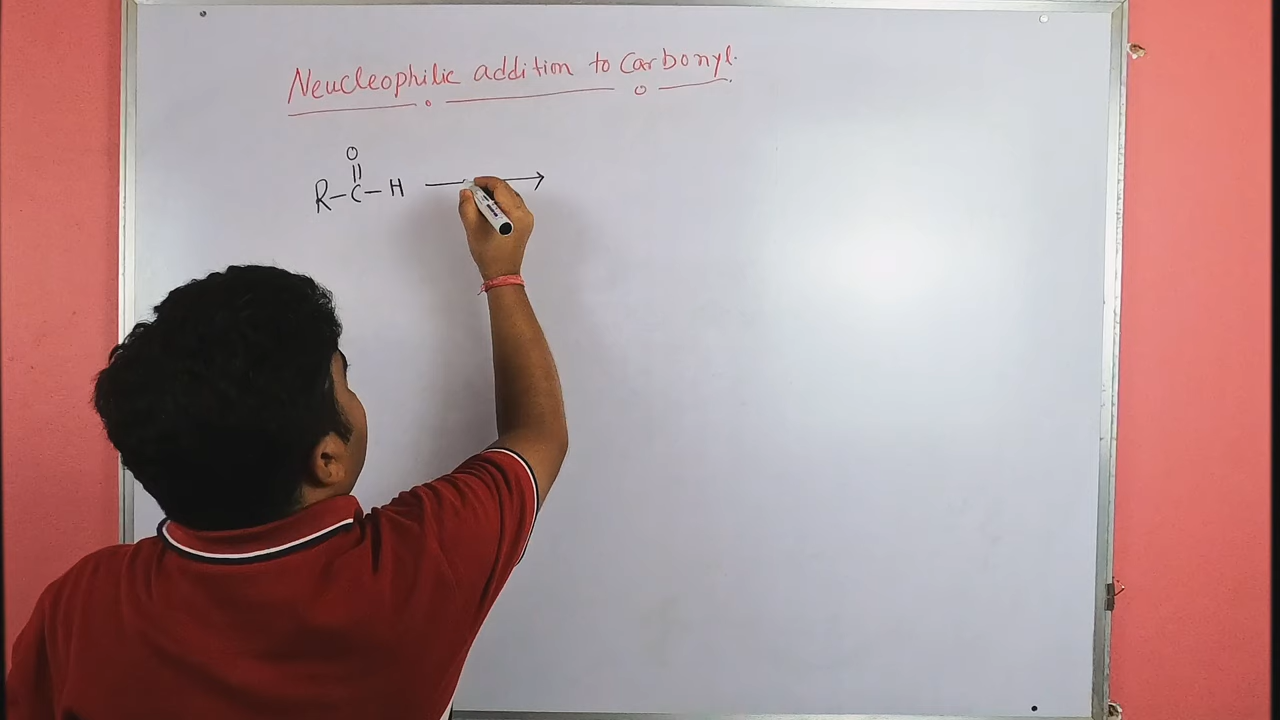 Neucleophilic addition to Carbonyl.
O
||
R-C-H ⟶